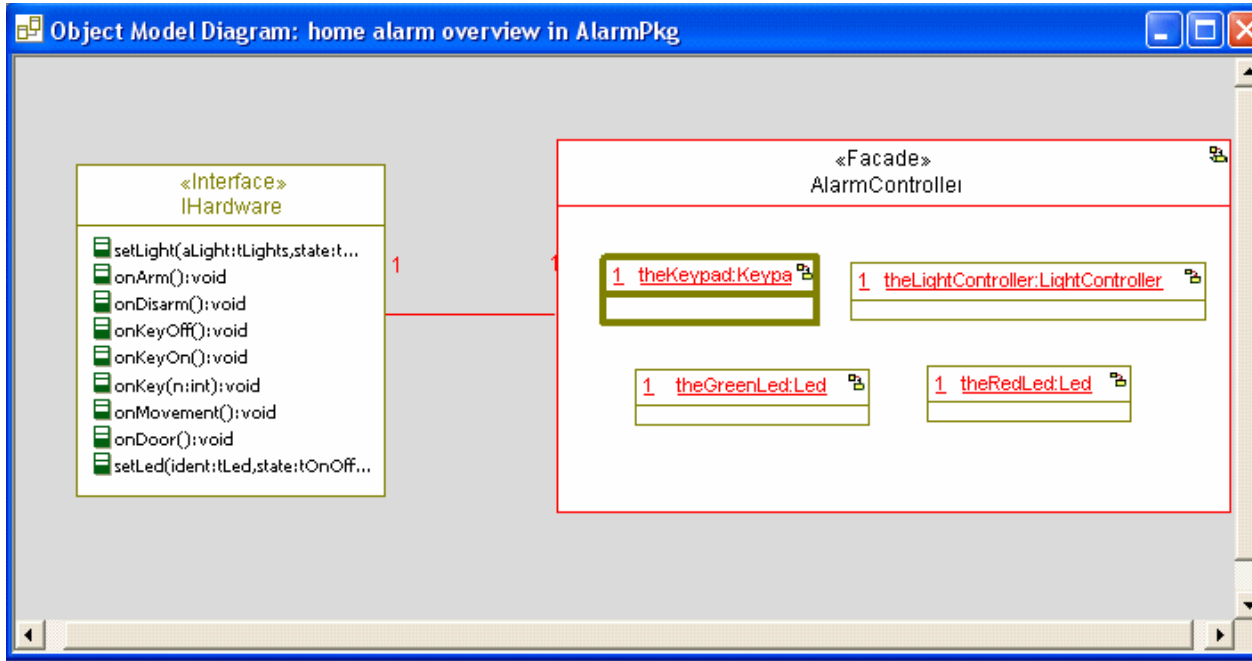 Object Model Diagram: home alarm overview in AlarmPkg
«Interface»
IHardware
setLight(aLight:tLights,state:t...
onArm():void
onDisarm():void
onKeyOff():void
onKeyOn():void
onKey(n:int):void
onMovement():void
onDoor():void
setLed(ident:tLed,state:tOnOff...
1
1
«Facade»
AlarmController
1 theKeypad:Keypa
1 theLightController:LightController
1 theGreenLed:Led
1 theRedLed:Led